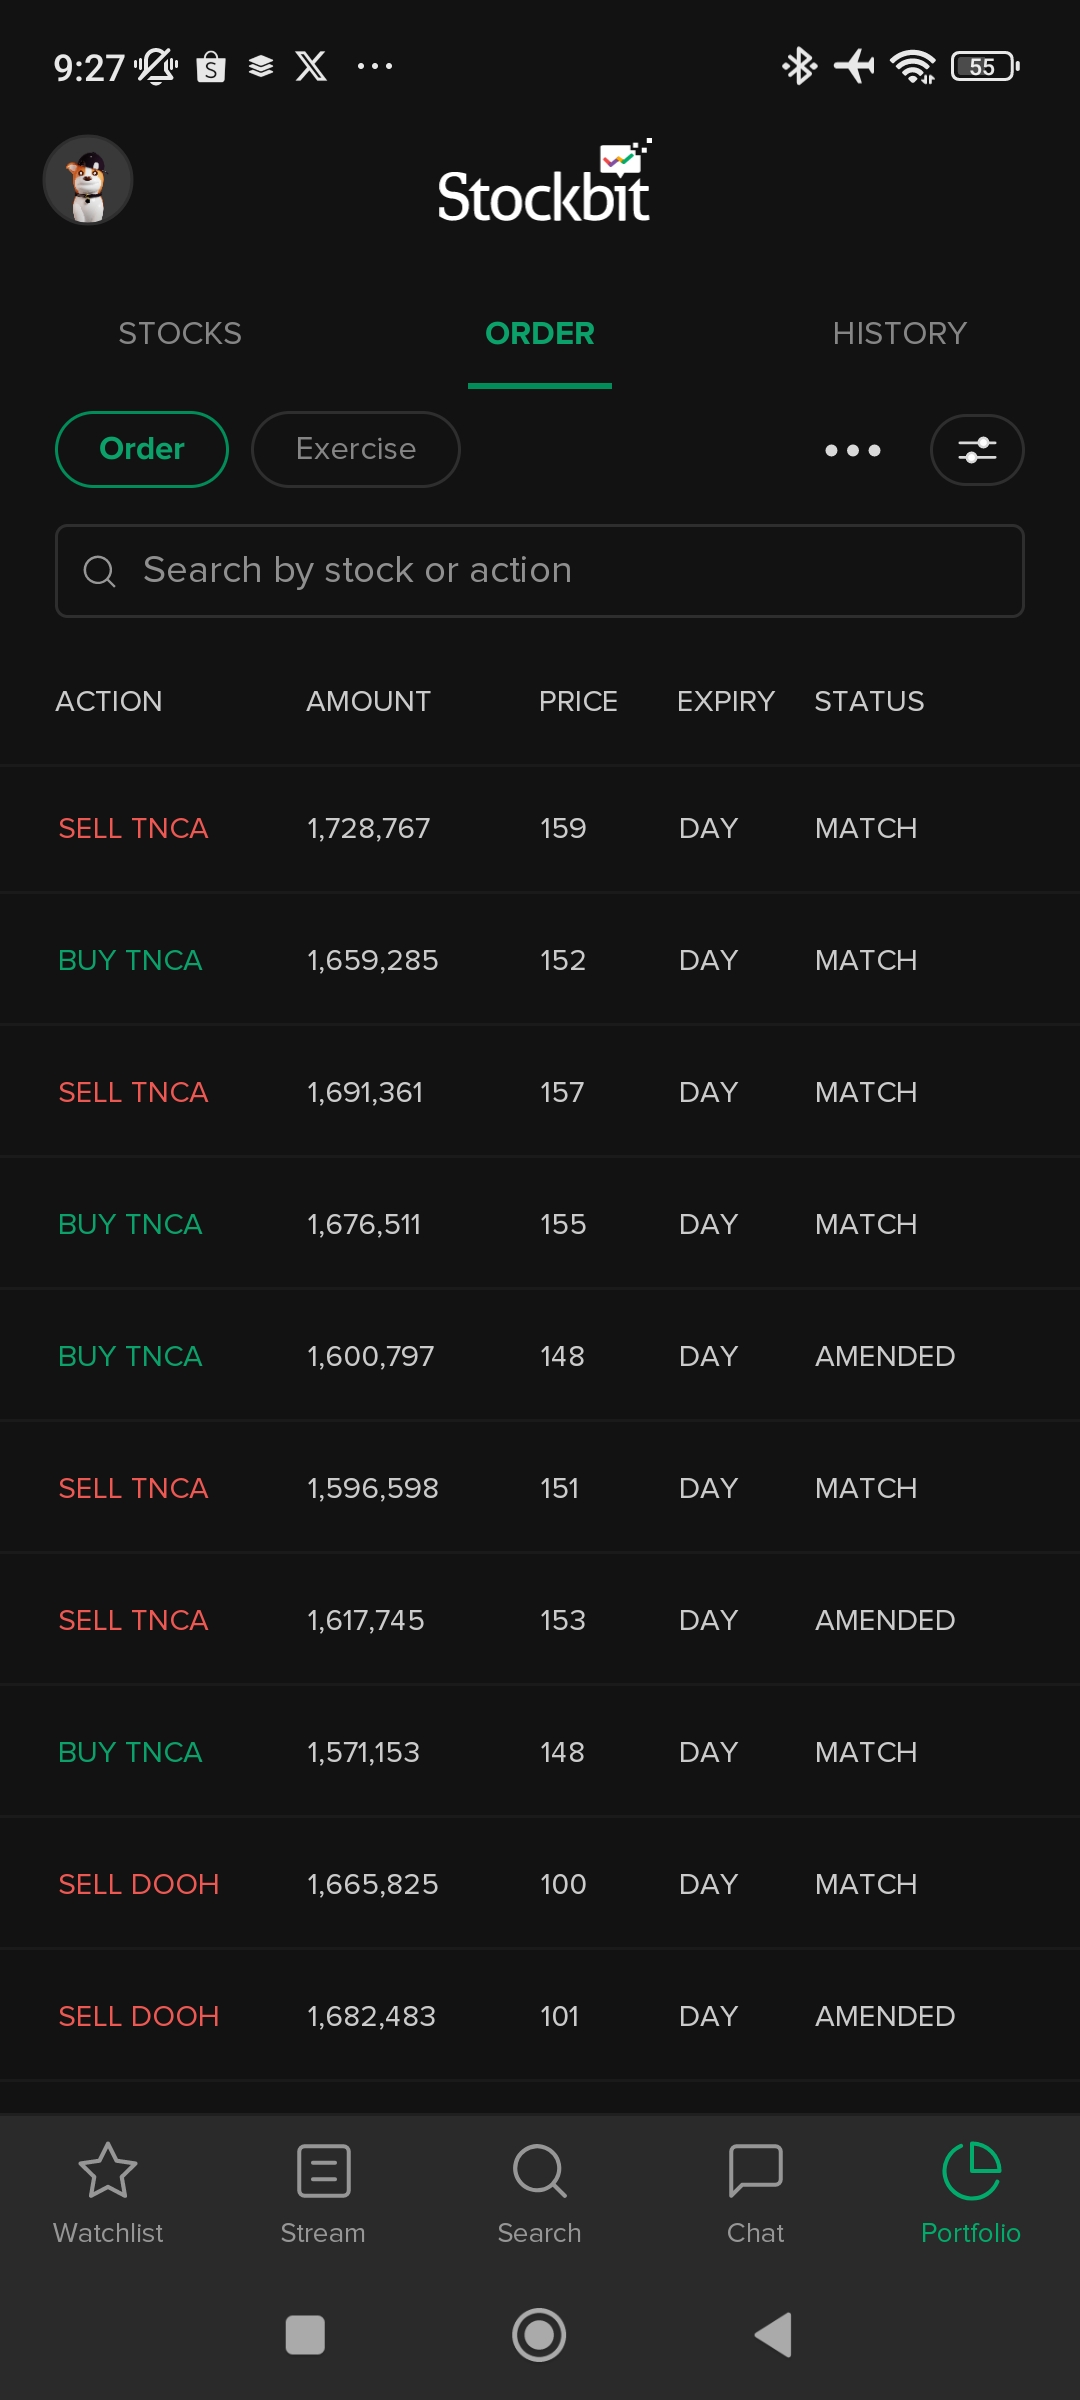 9:27
55
Stockbit
STOCKS ORDER HISTORY
Order Exercise
Search by stock or action
ACTION AMOUNT PRICE EXPIRY STATUS
SELL TNCA 1,728,767 159 DAY MATCH
BUY TNCA 1,659,285 152 DAY MATCH
SELL TNCA 1,691,361 157 DAY MATCH
BUY TNCA 1,676,511 155 DAY MATCH
BUY TNCA 1,600,797 148 DAY AMENDED
SELL TNCA 1,596,598 151 DAY MATCH
SELL TNCA 1,617,745 153 DAY AMENDED
BUY TNCA 1,571,153 148 DAY MATCH
SELL DOOH 1,665,825 100 DAY MATCH
SELL DOOH 1,682,483 101 DAY AMENDED
Watchlist Stream Search Chat Portfolio